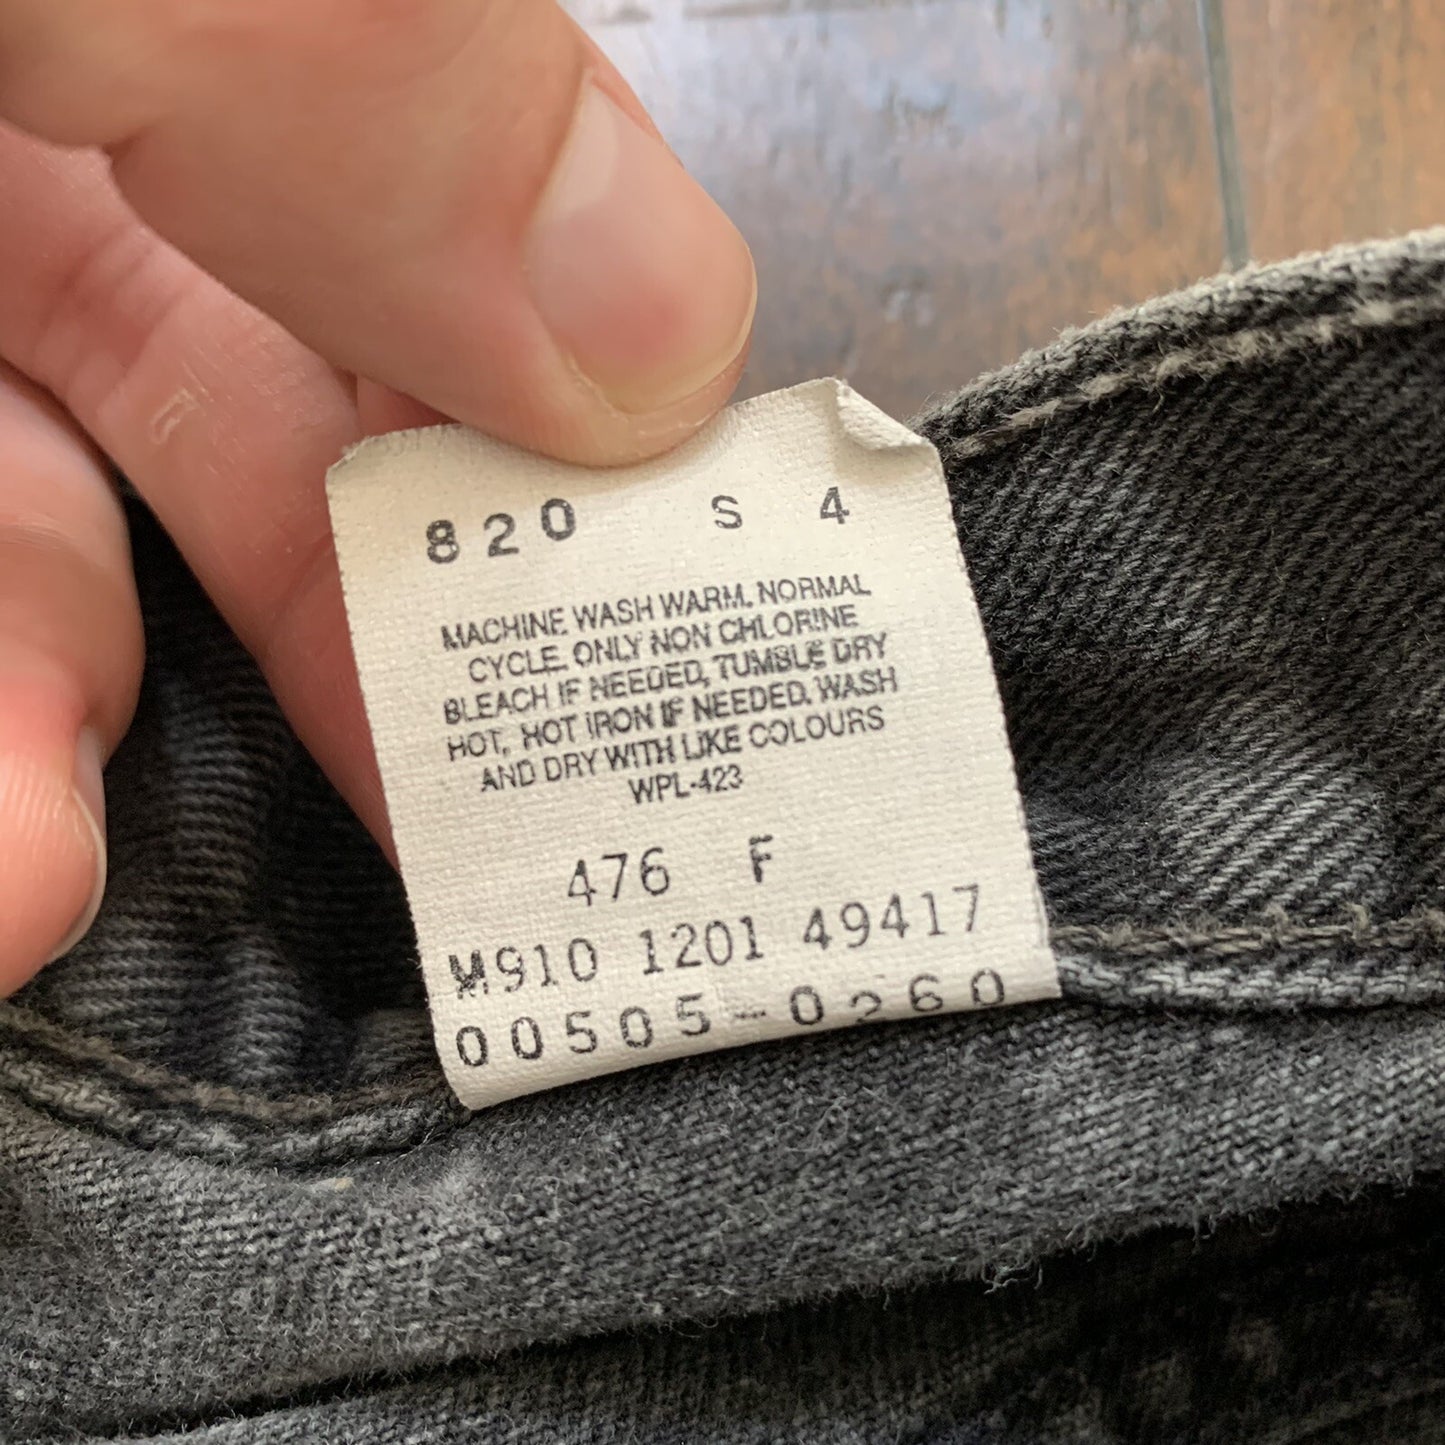 820 S 4
MACHINE WASH WARM. NORMAL
CYCLE. ONLY NON CHLORINE
BLEACH IF NEEDED, TUMBLE DRY
HOT, HOT IRON IF NEEDED. WASH
AND DRY WITH LIKE COLOURS
WPL-423
476 F
M910 1201 49417
00505-0260